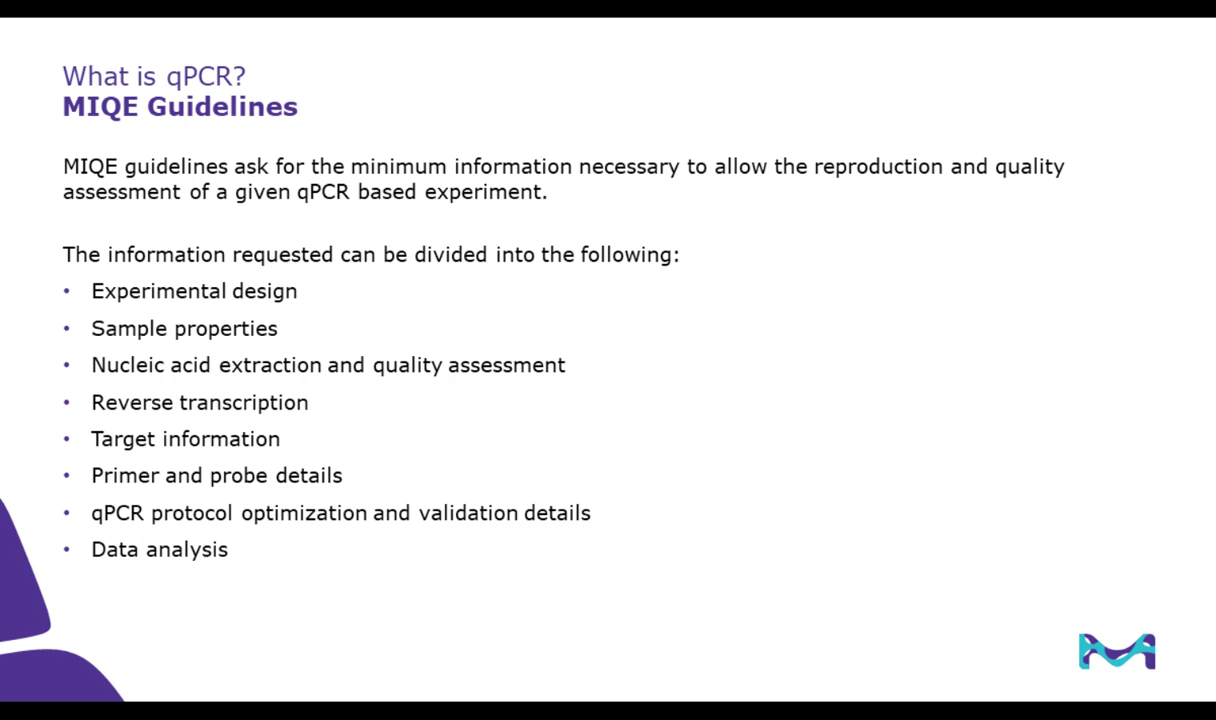 What is qPCR?
MIQE Guidelines
MIQE guidelines ask for the minimum information necessary to allow the reproduction and quality
assessment of a given qPCR based experiment.
The information requested can be divided into the following:
• Experimental design
• Sample properties
• Nucleic acid extraction and quality assessment
• Reverse transcription
• Target information
• Primer and probe details
• qPCR protocol optimization and validation details
• Data analysis